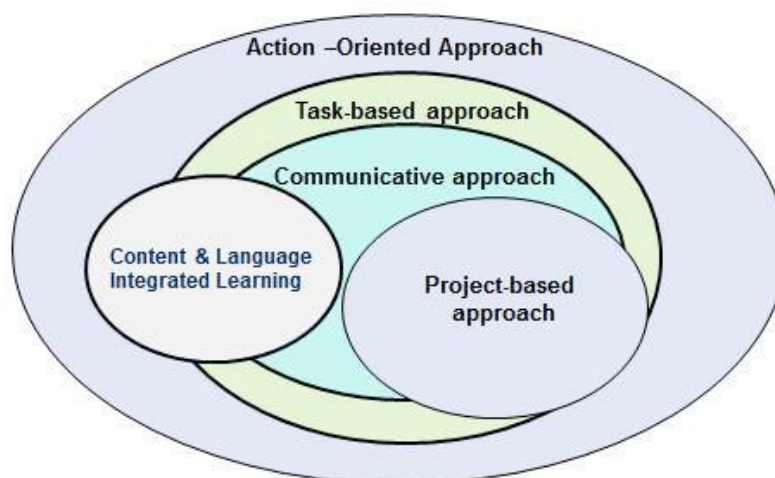 Action –Oriented Approach
Task-based approach
Communicative approach
Content & Language
Integrated Learning
Project-based
approach